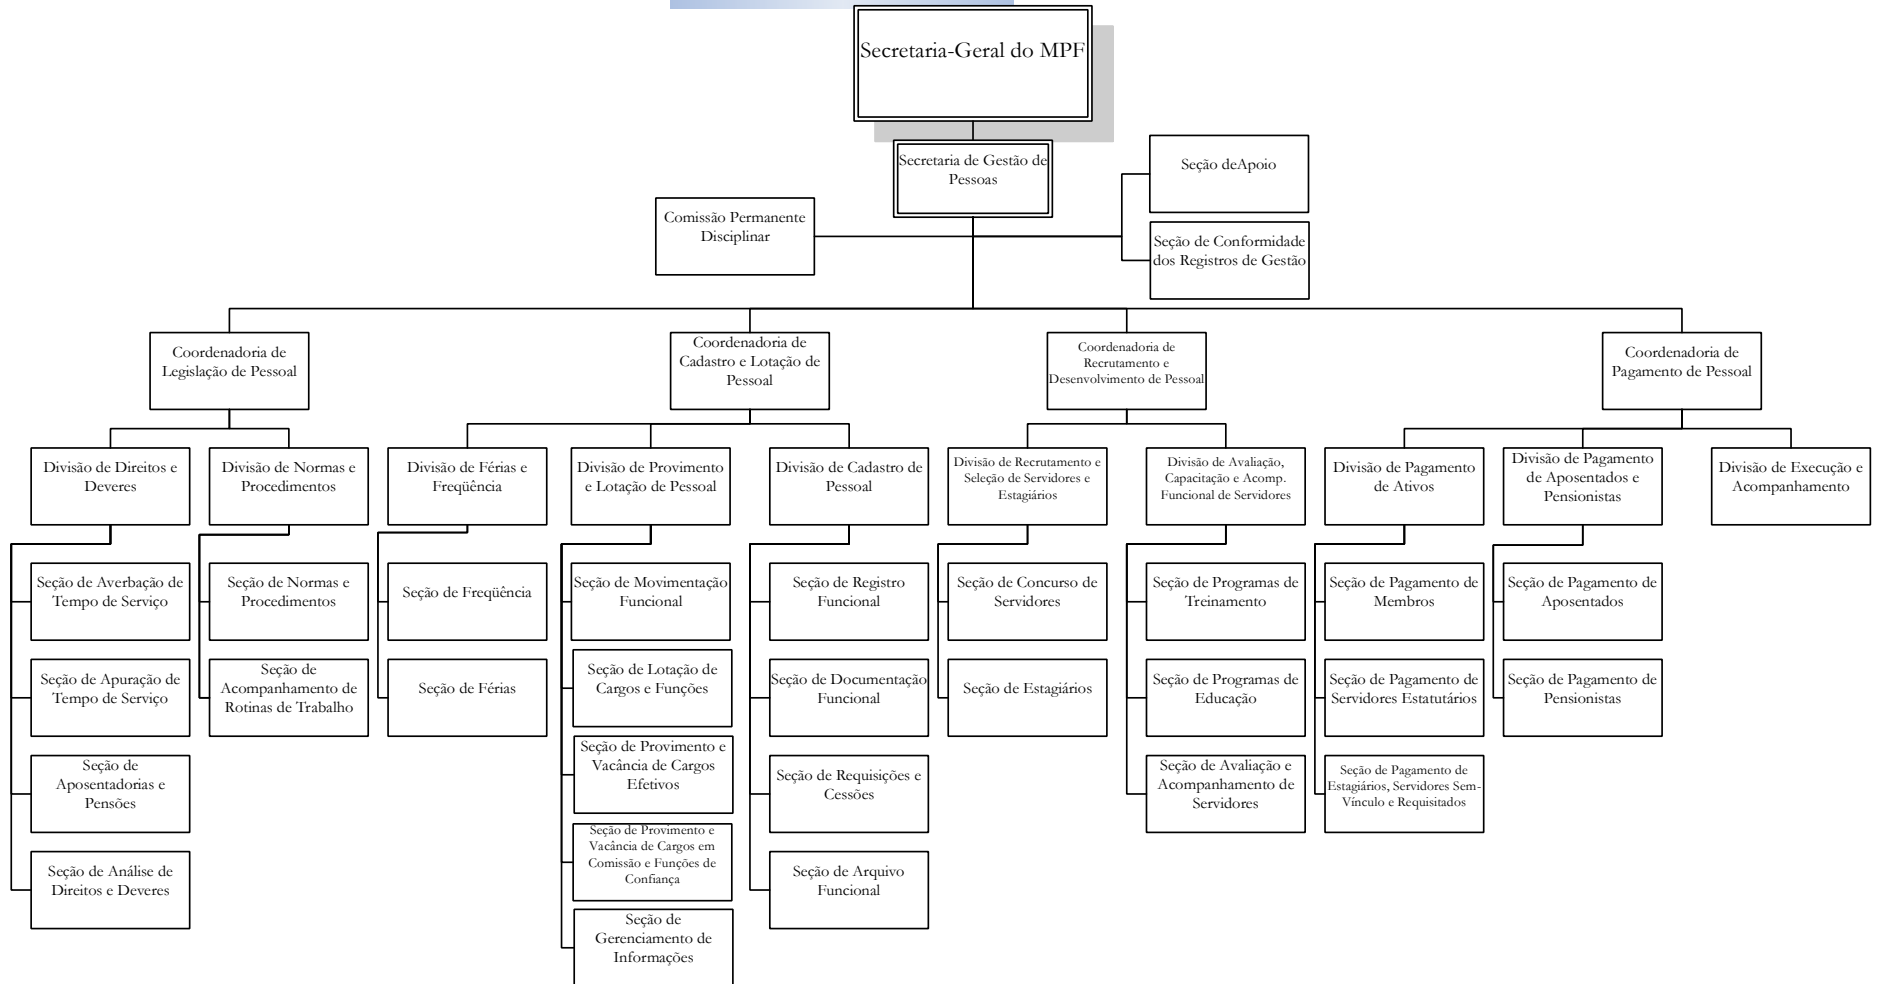 Secretaria-Geral do MPF
Secretaria de Gestão de
Pessoas
Seção deApoio
Comissão Permanente
Disciplinar
Seção de Conformidade
dos Registros de Gestão
Coordenadoria de
Legislação de Pessoal
Coordenadoria de
Cadastro e Lotação de
Pessoal
Coordenadoria de
Recrutamento e
Desenvolvimento de Pessoal
Coordenadoria de
Pagamento de Pessoal
Divisão de Direitos e
Deveres
Divisão de Normas e
Procedimentos
Divisão de Férias e
Freqüência
Divisão de Provimento
e Lotação de Pessoal
Divisão de Cadastro de
Pessoal
Divisão de Recrutamento e
Seleção de Servidores e
Estagiários
Divisão de Avaliação,
Capacitação e Acomp.
Funcional de Servidores
Divisão de Pagamento
de Ativos
Divisão de Pagamento
de Aposentados e
Pensionistas
Divisão de Execução e
Acompanhamento
Seção de Averbação de
Tempo de Serviço
Seção de Normas e
Procedimentos
Seção de Freqüência
Seção de Movimentação
Funcional
Seção de Registro
Funcional
Seção de Concurso de
Servidores
Seção de Programas de
Treinamento
Seção de Pagamento de
Membros
Seção de Pagamento de
Aposentados
Seção de Apuração de
Tempo de Serviço
Seção de
Acompanhamento de
Rotinas de Trabalho
Seção de Férias
Seção de Lotação de
Cargos e Funções
Seção de Documentação
Funcional
Seção de Estagiários
Seção de Programas de
Educação
Seção de Pagamento de
Servidores Estatutários
Seção de Pagamento de
Pensionistas
Seção de
Aposentadorias e
Pensões
Seção de Provimento e
Vacância de Cargos
Efetivos
Seção de Requisições e
Cessões
Seção de Avaliação e
Acompanhamento de
Servidores
Seção de Pagamento de
Estagiários, Servidores Sem-
Vínculo e Requisitados
Seção de Análise de
Direitos e Deveres
Seção de Provimento e
Vacância de Cargos em
Comissão e Funções de
Confiança
Seção de Arquivo
Funcional
Seção de
Gerenciamento de
Informações